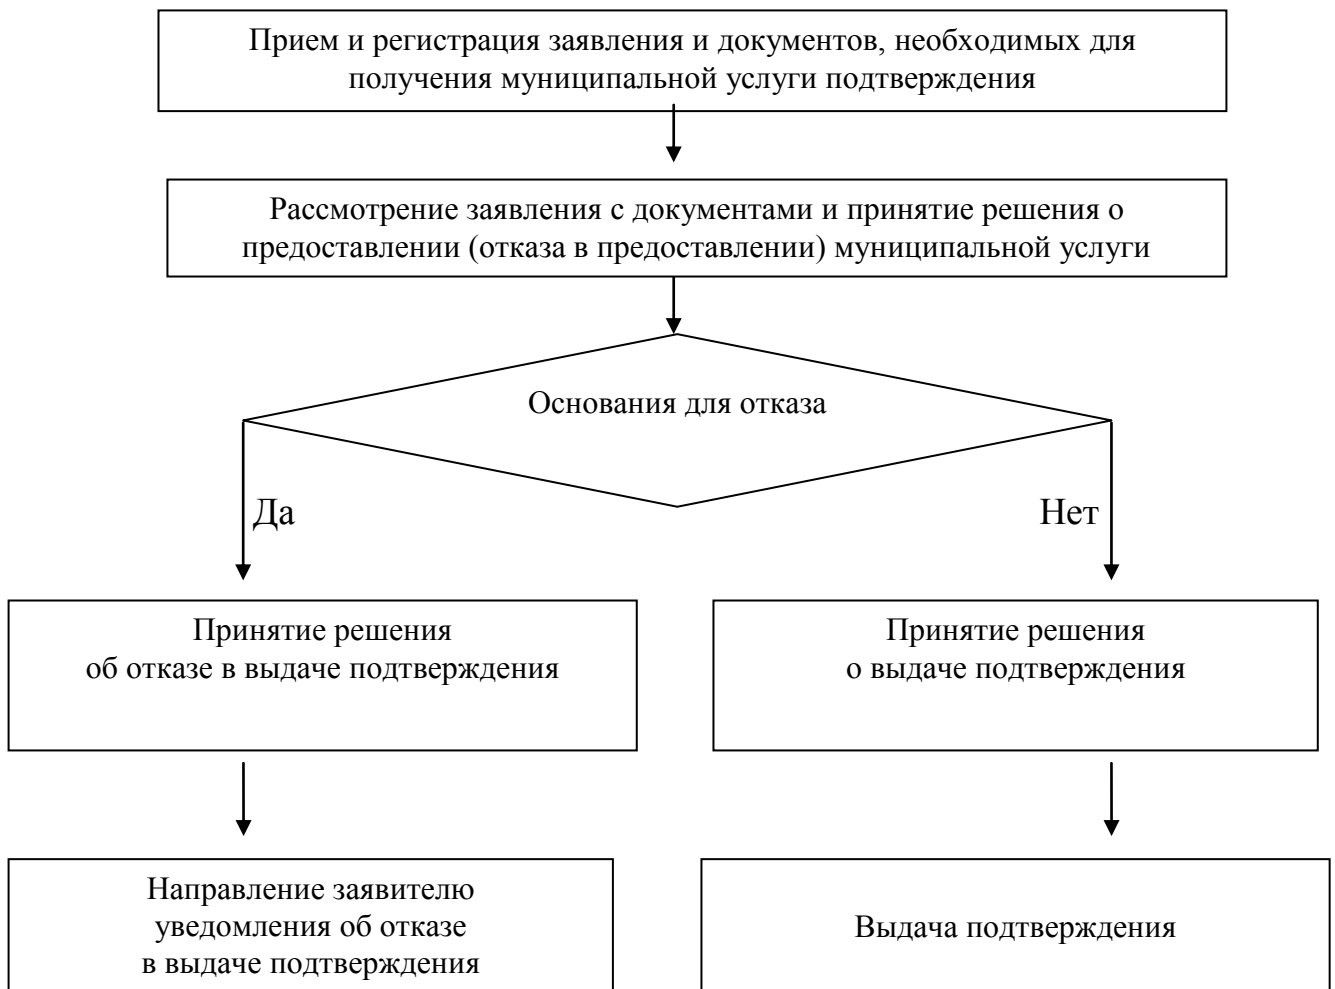 Прием и регистрация заявления и документов, необходимых для
получения муниципальной услуги подтверждения
Рассмотрение заявления с документами и принятие решения о
предоставлении (отказа в предоставлении) муниципальной услуги
Основания для отказа
Да
Нет
Принятие решения
об отказе в выдаче подтверждения
Принятие решения
о выдаче подтверждения
Направление заявителю
уведомления об отказе
в выдаче подтверждения
Выдача подтверждения